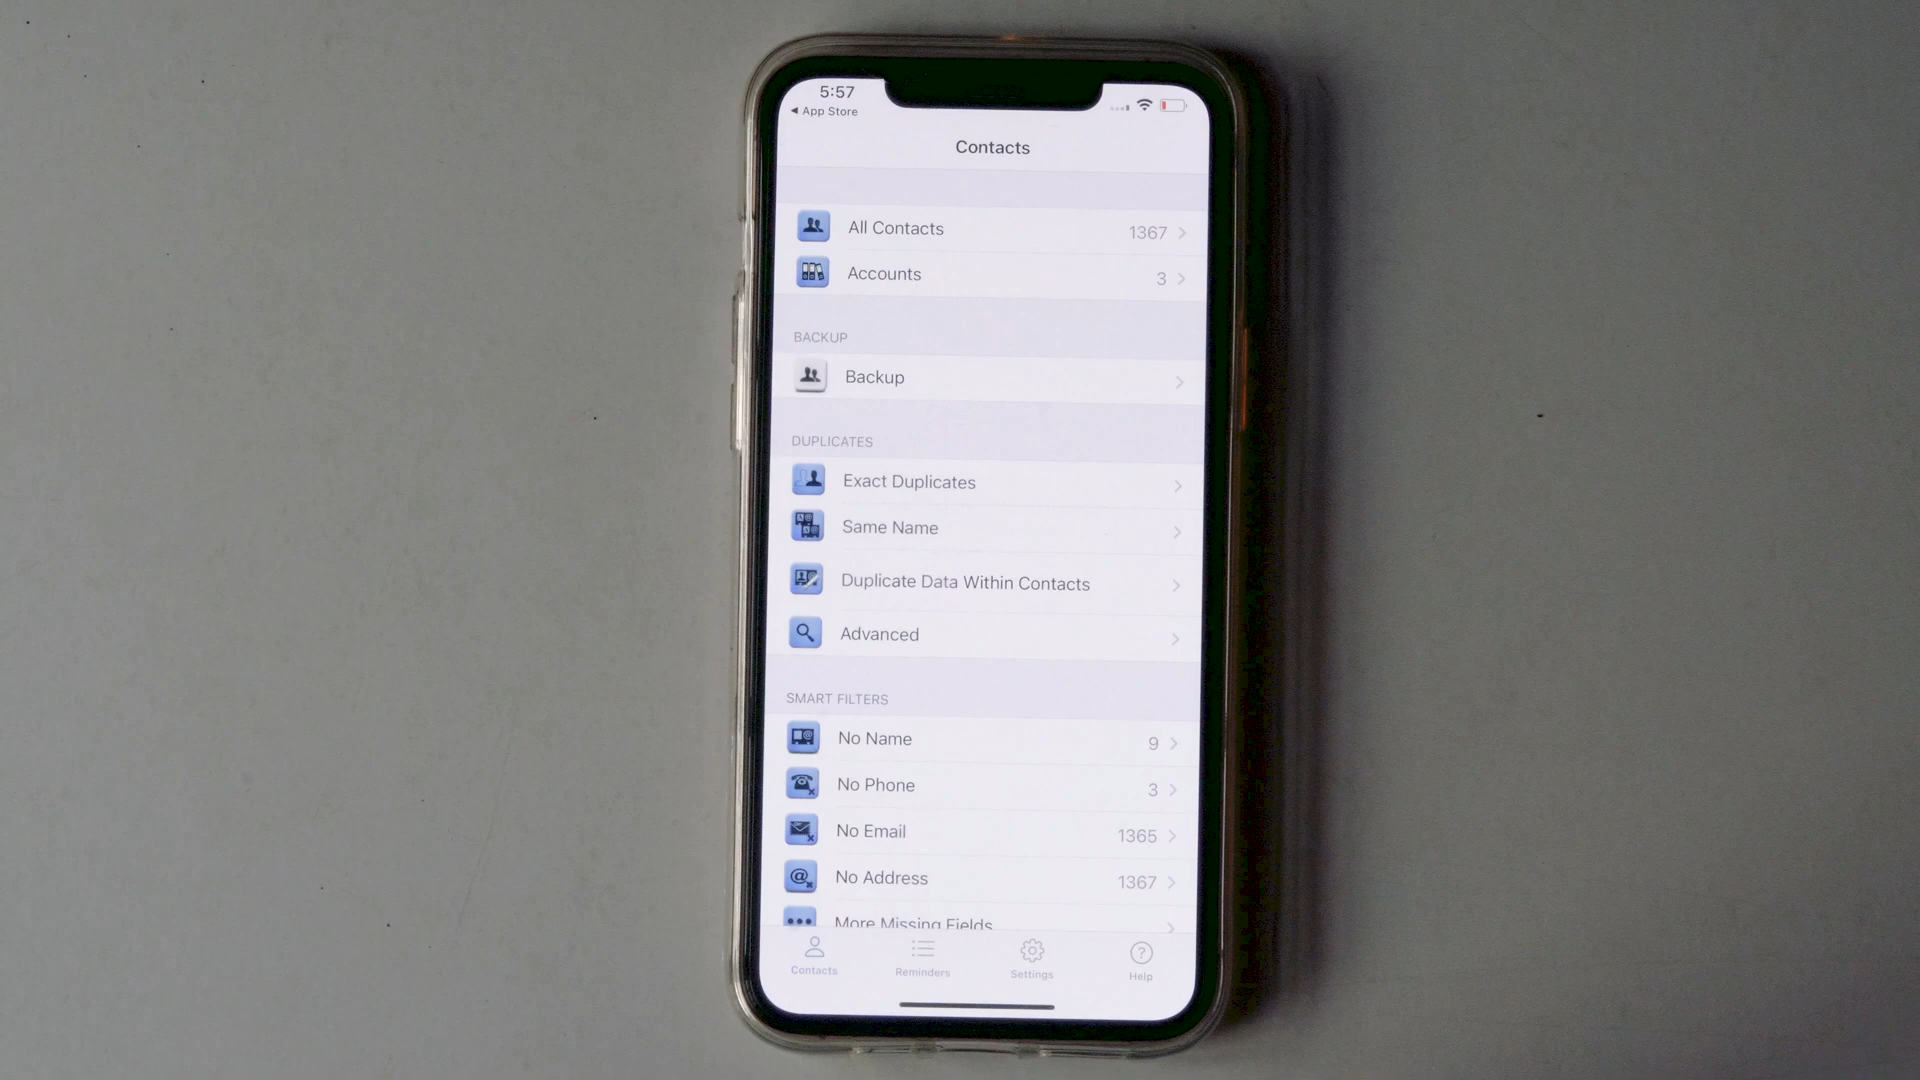 5:57
App Store
Contacts
All Contacts 1367
Accounts 3
BACKUP
Backup
DUPLICATES
Exact Duplicates
Same Name
Duplicate Data Within Contacts
Advanced
SMART FILTERS
No Name 9
No Phone 3
No Email 1365
No Address 1367
More Missing Fields
Contacts Reminders Settings Help